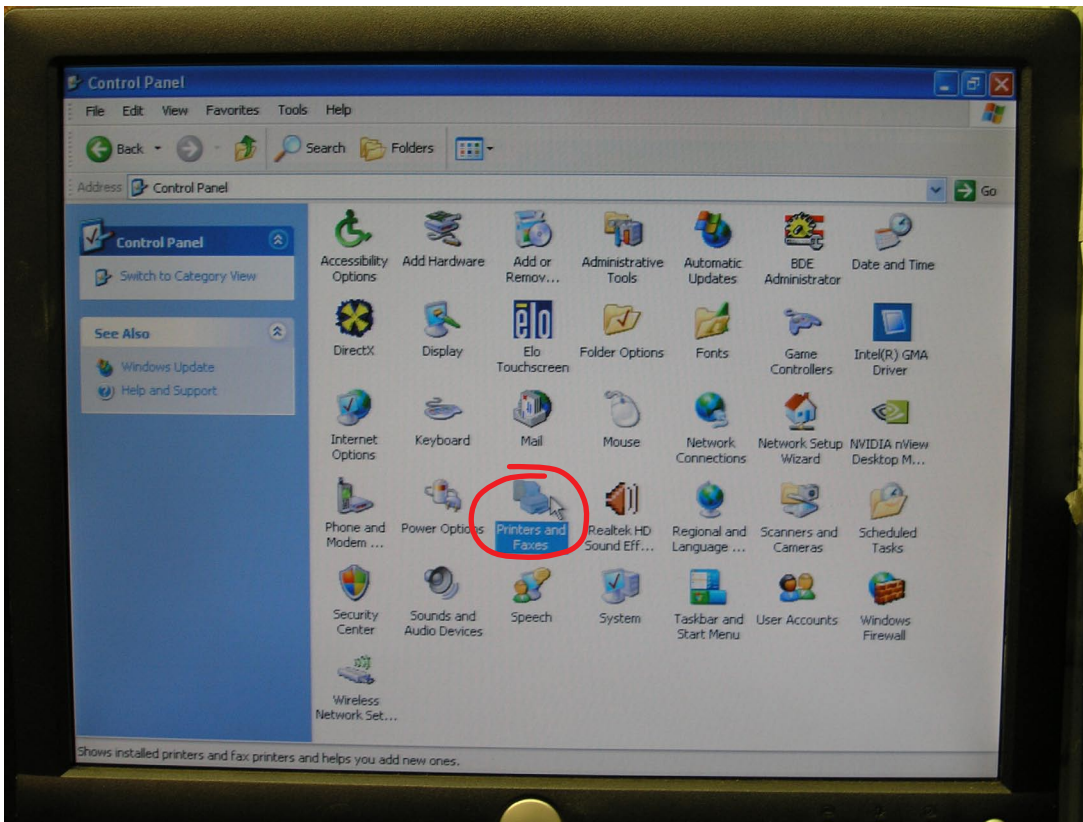 Control Panel
File Edit View Favorites Tools Help
Back Search Folders
Address Control Panel Go
Control Panel
Switch to Category View
See Also
Windows Update
Help and Support
Accessibility
Options
Add Hardware
Add or
Remov...
Administrative
Tools
Automatic
Updates
BDE
Administrator
Date and Time
DirectX
Display
elo
Elo
Touchscreen
Folder Options
Fonts
Game
Controllers
Intel(R) GMA
Driver
Internet
Options
Keyboard
Mail
Mouse
Network
Connections
Network Setup
Wizard
NVIDIA nView
Desktop M...
Phone and
Modem ...
Power Options
Printers and
Faxes
Realtek HD
Sound Eff...
Regional and
Language ...
Scanners and
Cameras
Scheduled
Tasks
Security
Center
Sounds and
Audio Devices
Speech
System
Taskbar and
Start Menu
User Accounts
Windows
Firewall
Wireless
Network Set...
Shows installed printers and fax printers and helps you add new ones.